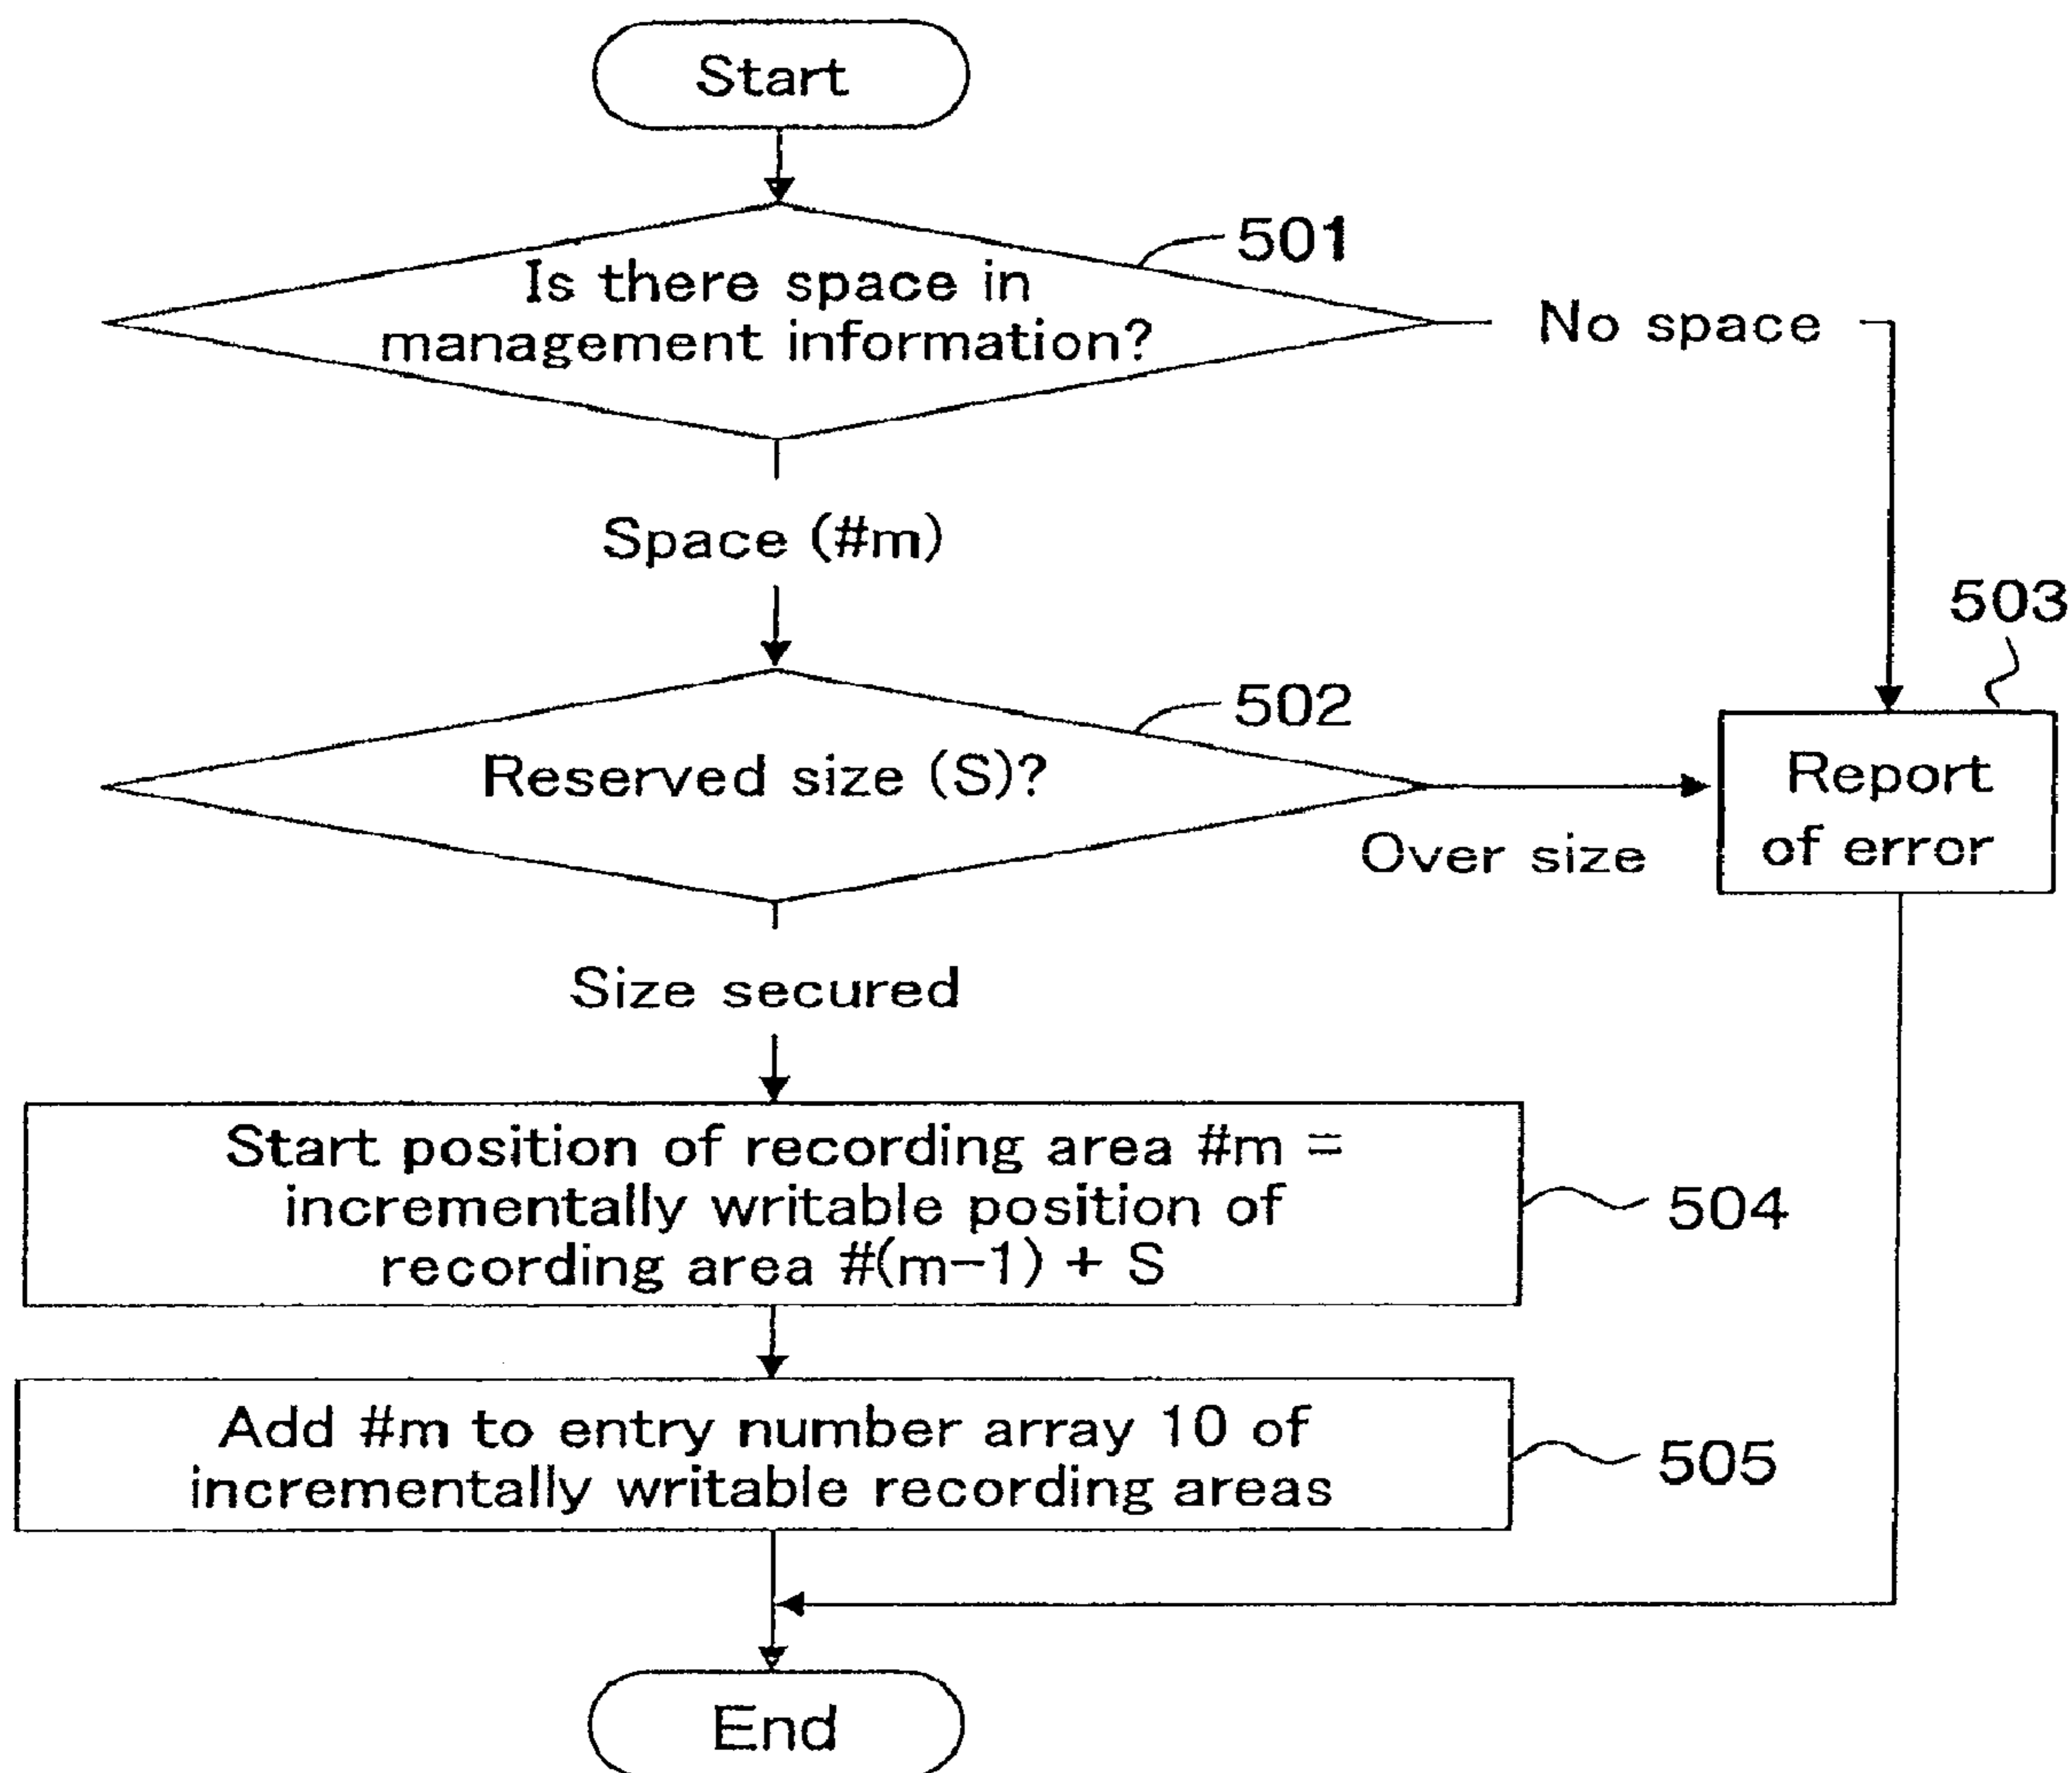 Start
501
Is there space in
management information?
No space
Space (#m)
503
502
Reserved size (S)?
Report
of error
Over size
Size secured
Start position of recording area #m =
incrementally writable position of
recording area #(m-1) + S
504
Add #m to entry number array 10 of
incrementally writable recording areas
505
End